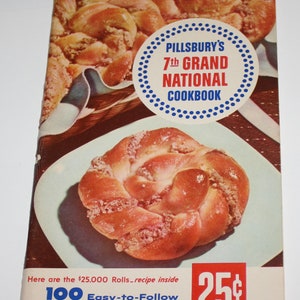 PILLSBURY'S
7th GRAND
NATIONAL
COOKBOOK
Here are the $25,000 Rolls...recipe inside
100 Easy-to-Follow
25¢